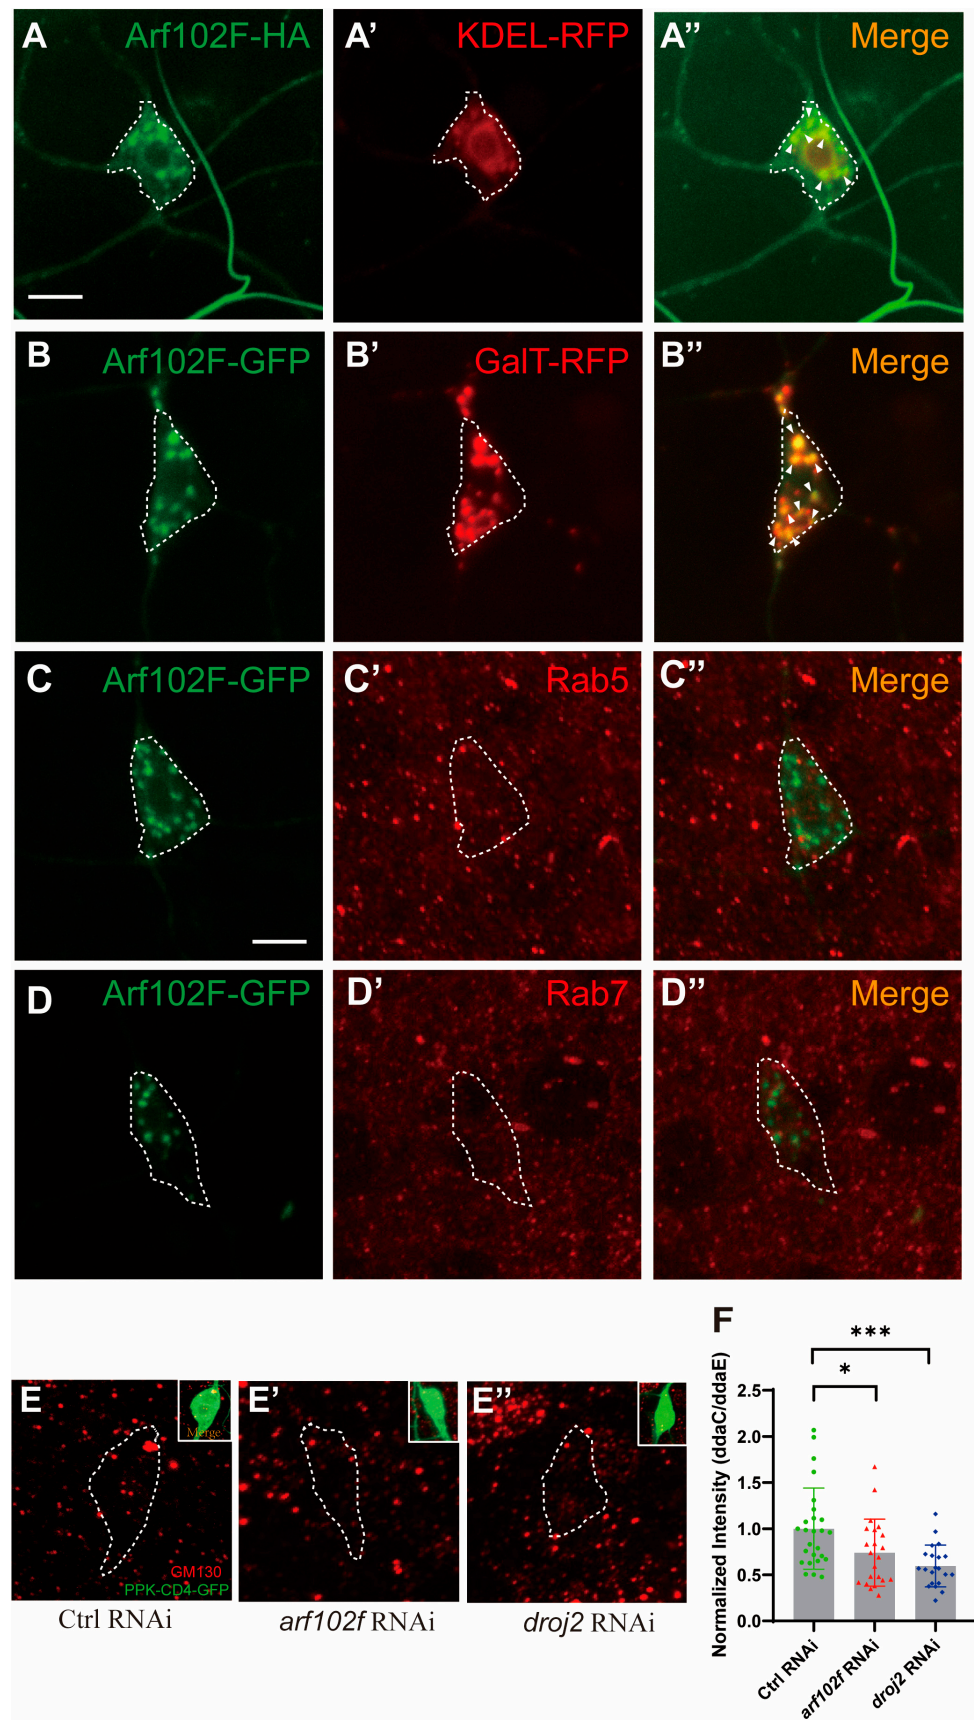 A Arf102F-HA A' KDEL-RFP A" Merge
B Arf102F-GFP B' GalT-RFP B" Merge
C Arf102F-GFP C' Rab5 C" Merge
D Arf102F-GFP D' Rab7 D" Merge
F
*** 
*
E E' E"
Merge
GM130
PPK-CD4-GFP
Ctrl RNAi arf102f RNAi droj2 RNAi
Normalized Intensity (ddaC/ddaE)
2.5
2.0
1.5
1.0
0.5
0.0
Ctrl RNAi
arf102f RNAi
droj2 RNAi